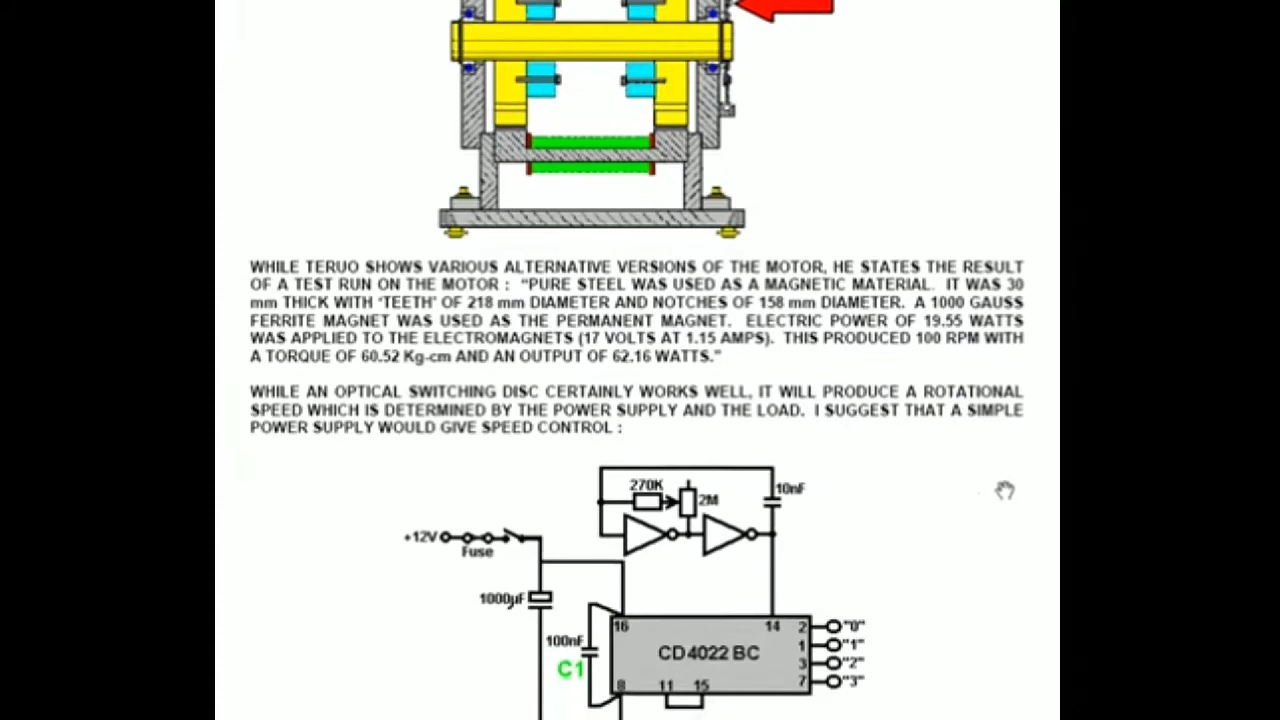 WHILE TERUO SHOWS VARIOUS ALTERNATIVE VERSIONS OF THE MOTOR, HE STATES THE RESULT
OF A TEST RUN ON THE MOTOR : "PURE STEEL WAS USED AS A MAGNETIC MATERIAL. IT WAS 30
mm THICK WITH 'TEETH' OF 218 mm DIAMETER AND NOTCHES OF 158 mm DIAMETER. A 1000 GAUSS
FERRITE MAGNET WAS USED AS THE PERMANENT MAGNET. ELECTRIC POWER OF 19.55 WATTS
WAS APPLIED TO THE ELECTROMAGNETS (17 VOLTS AT 1.15 AMPS). THIS PRODUCED 100 RPM WITH
A TORQUE OF 60.52 Kg-cm AND AN OUTPUT OF 62.16 WATTS."
WHILE AN OPTICAL SWITCHING DISC CERTAINLY WORKS WELL, IT WILL PRODUCE A ROTATIONAL
SPEED WHICH IS DETERMINED BY THE POWER SUPPLY AND THE LOAD. I SUGGEST THAT A SIMPLE
POWER SUPPLY WOULD GIVE SPEED CONTROL :
270K
2M
10nF
+12V
Fuse
1000µF
100nF
C1
16
14
2
"0"
1
"1"
CD4022 BC
3
"2"
7
"3"
8
11
15